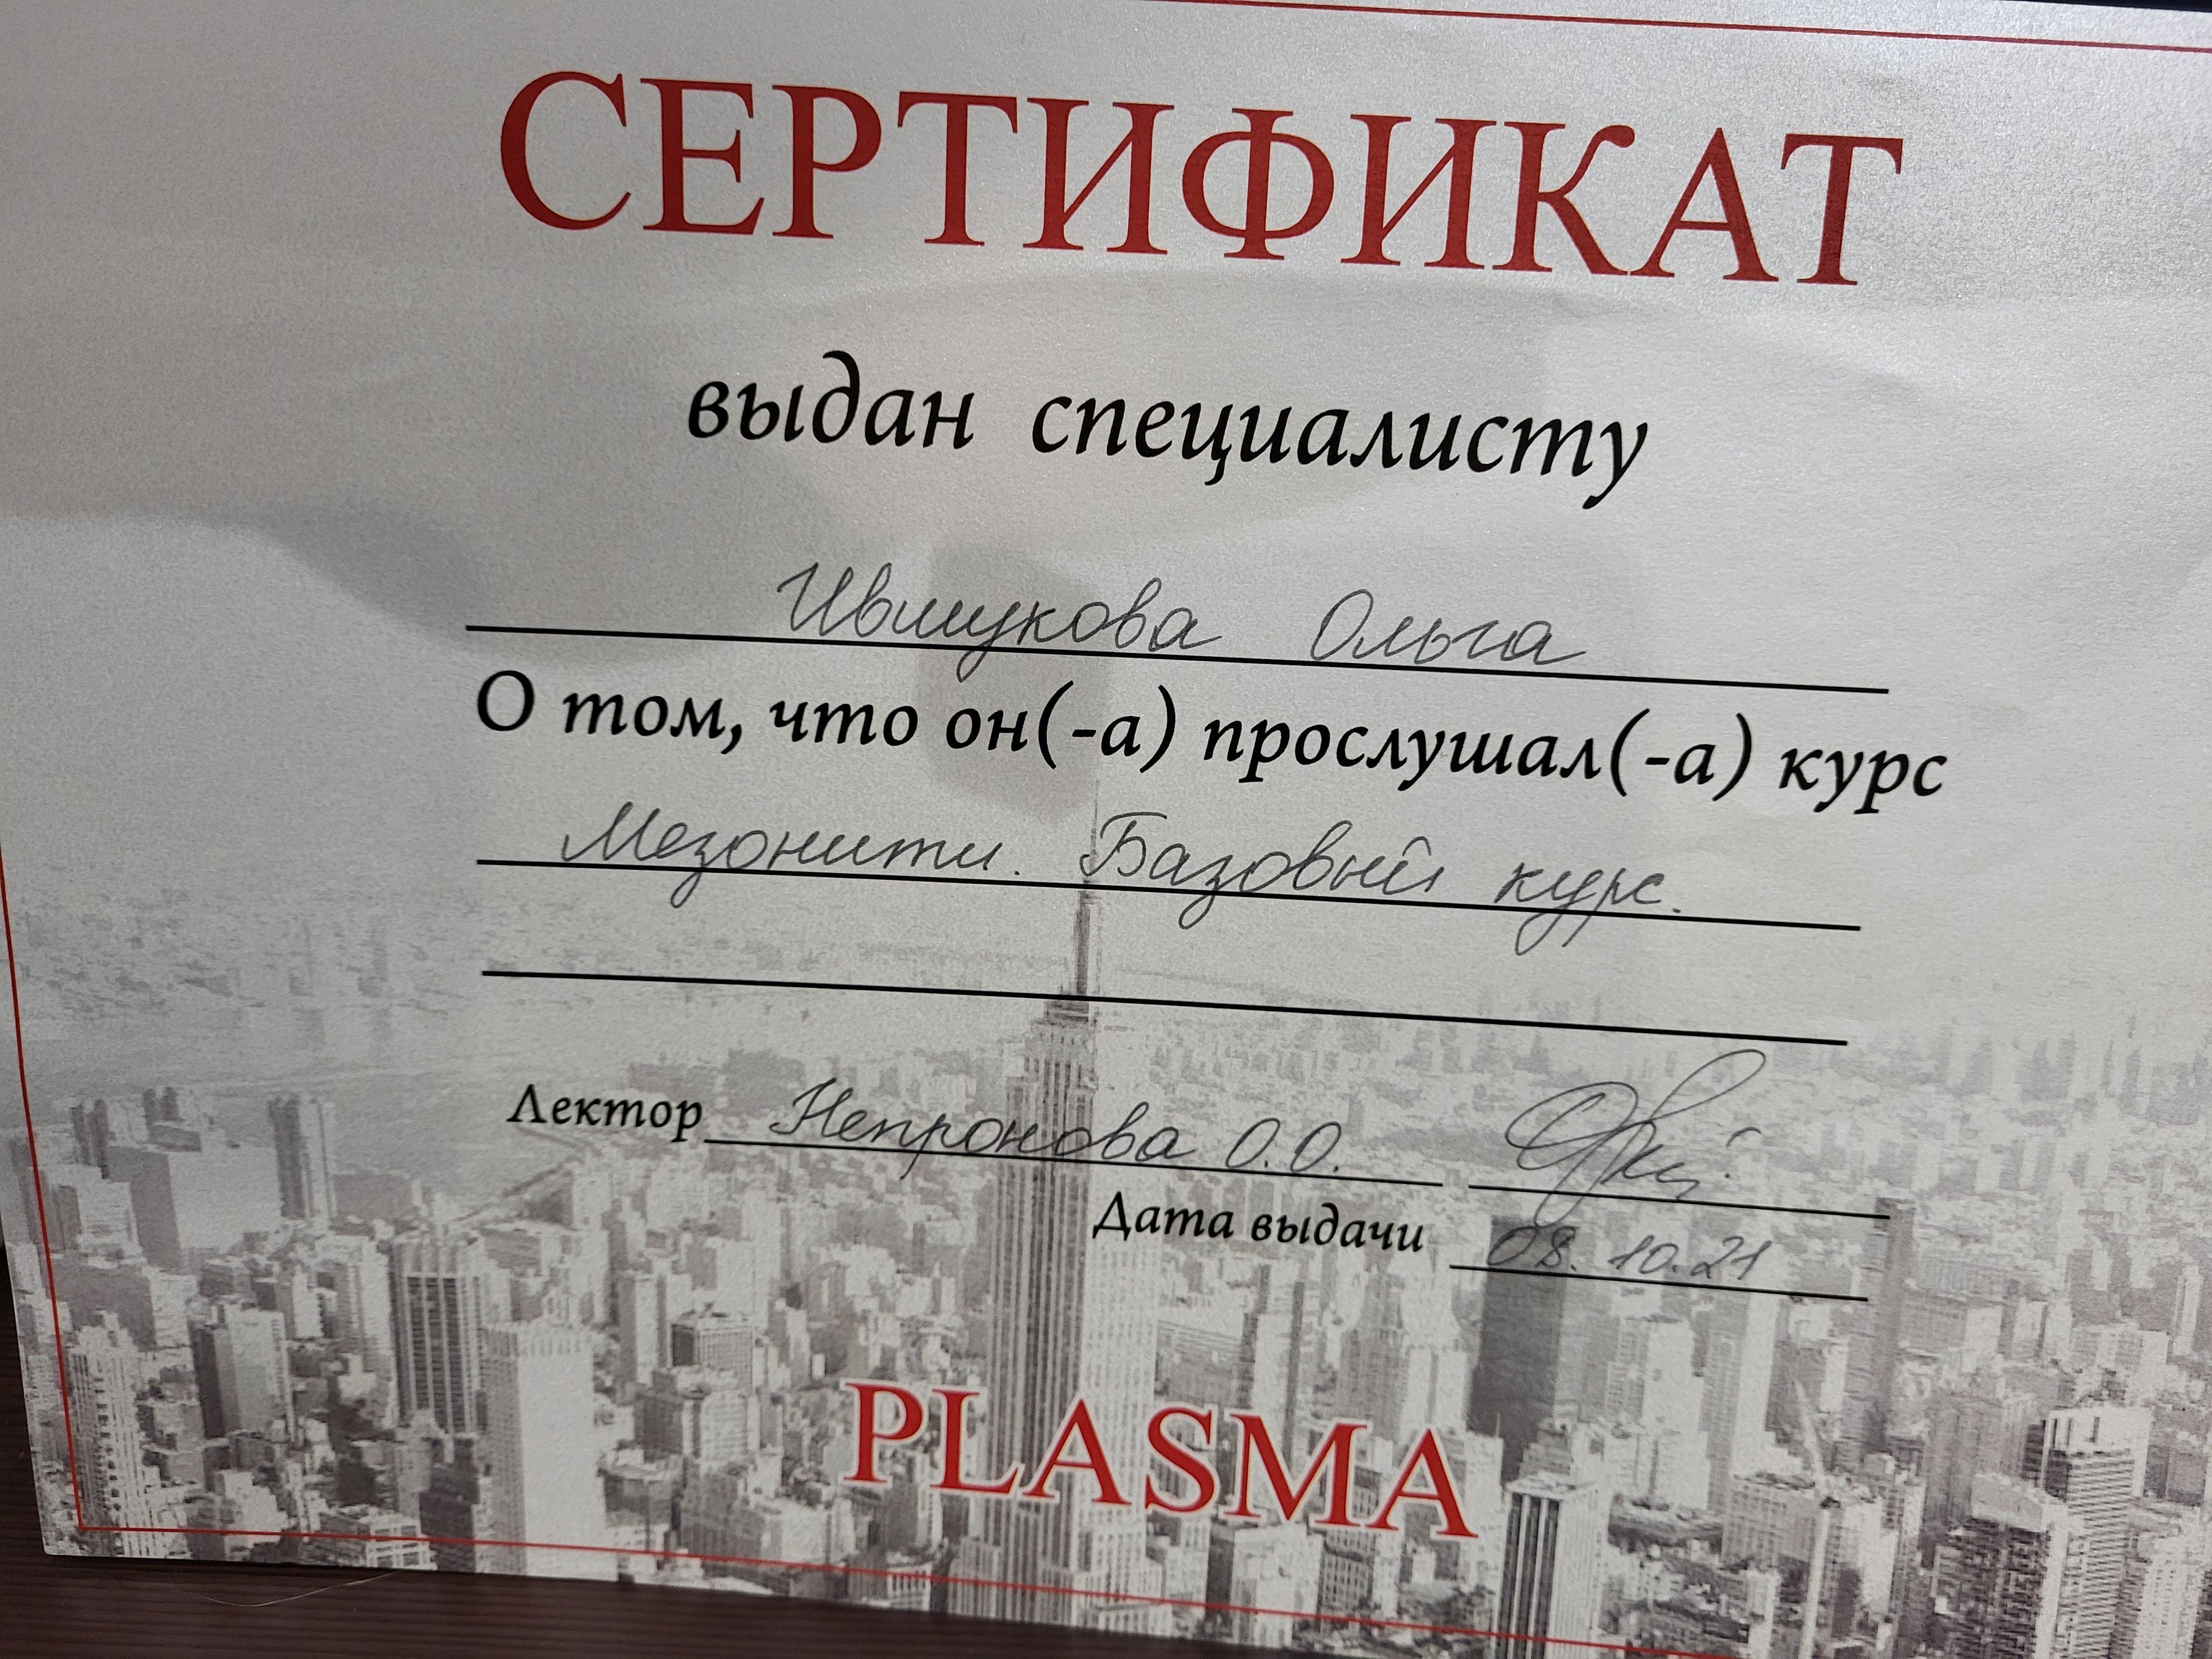 СЕРТИФИКАТ
выдан специалисту
Ившукова Ольга
О том, что он(-а) прослушал(-а) курс
Мезонити. Базовый курс.
Лектор Непронова О.О.
Дата выдачи 08.10.21
PLASMA